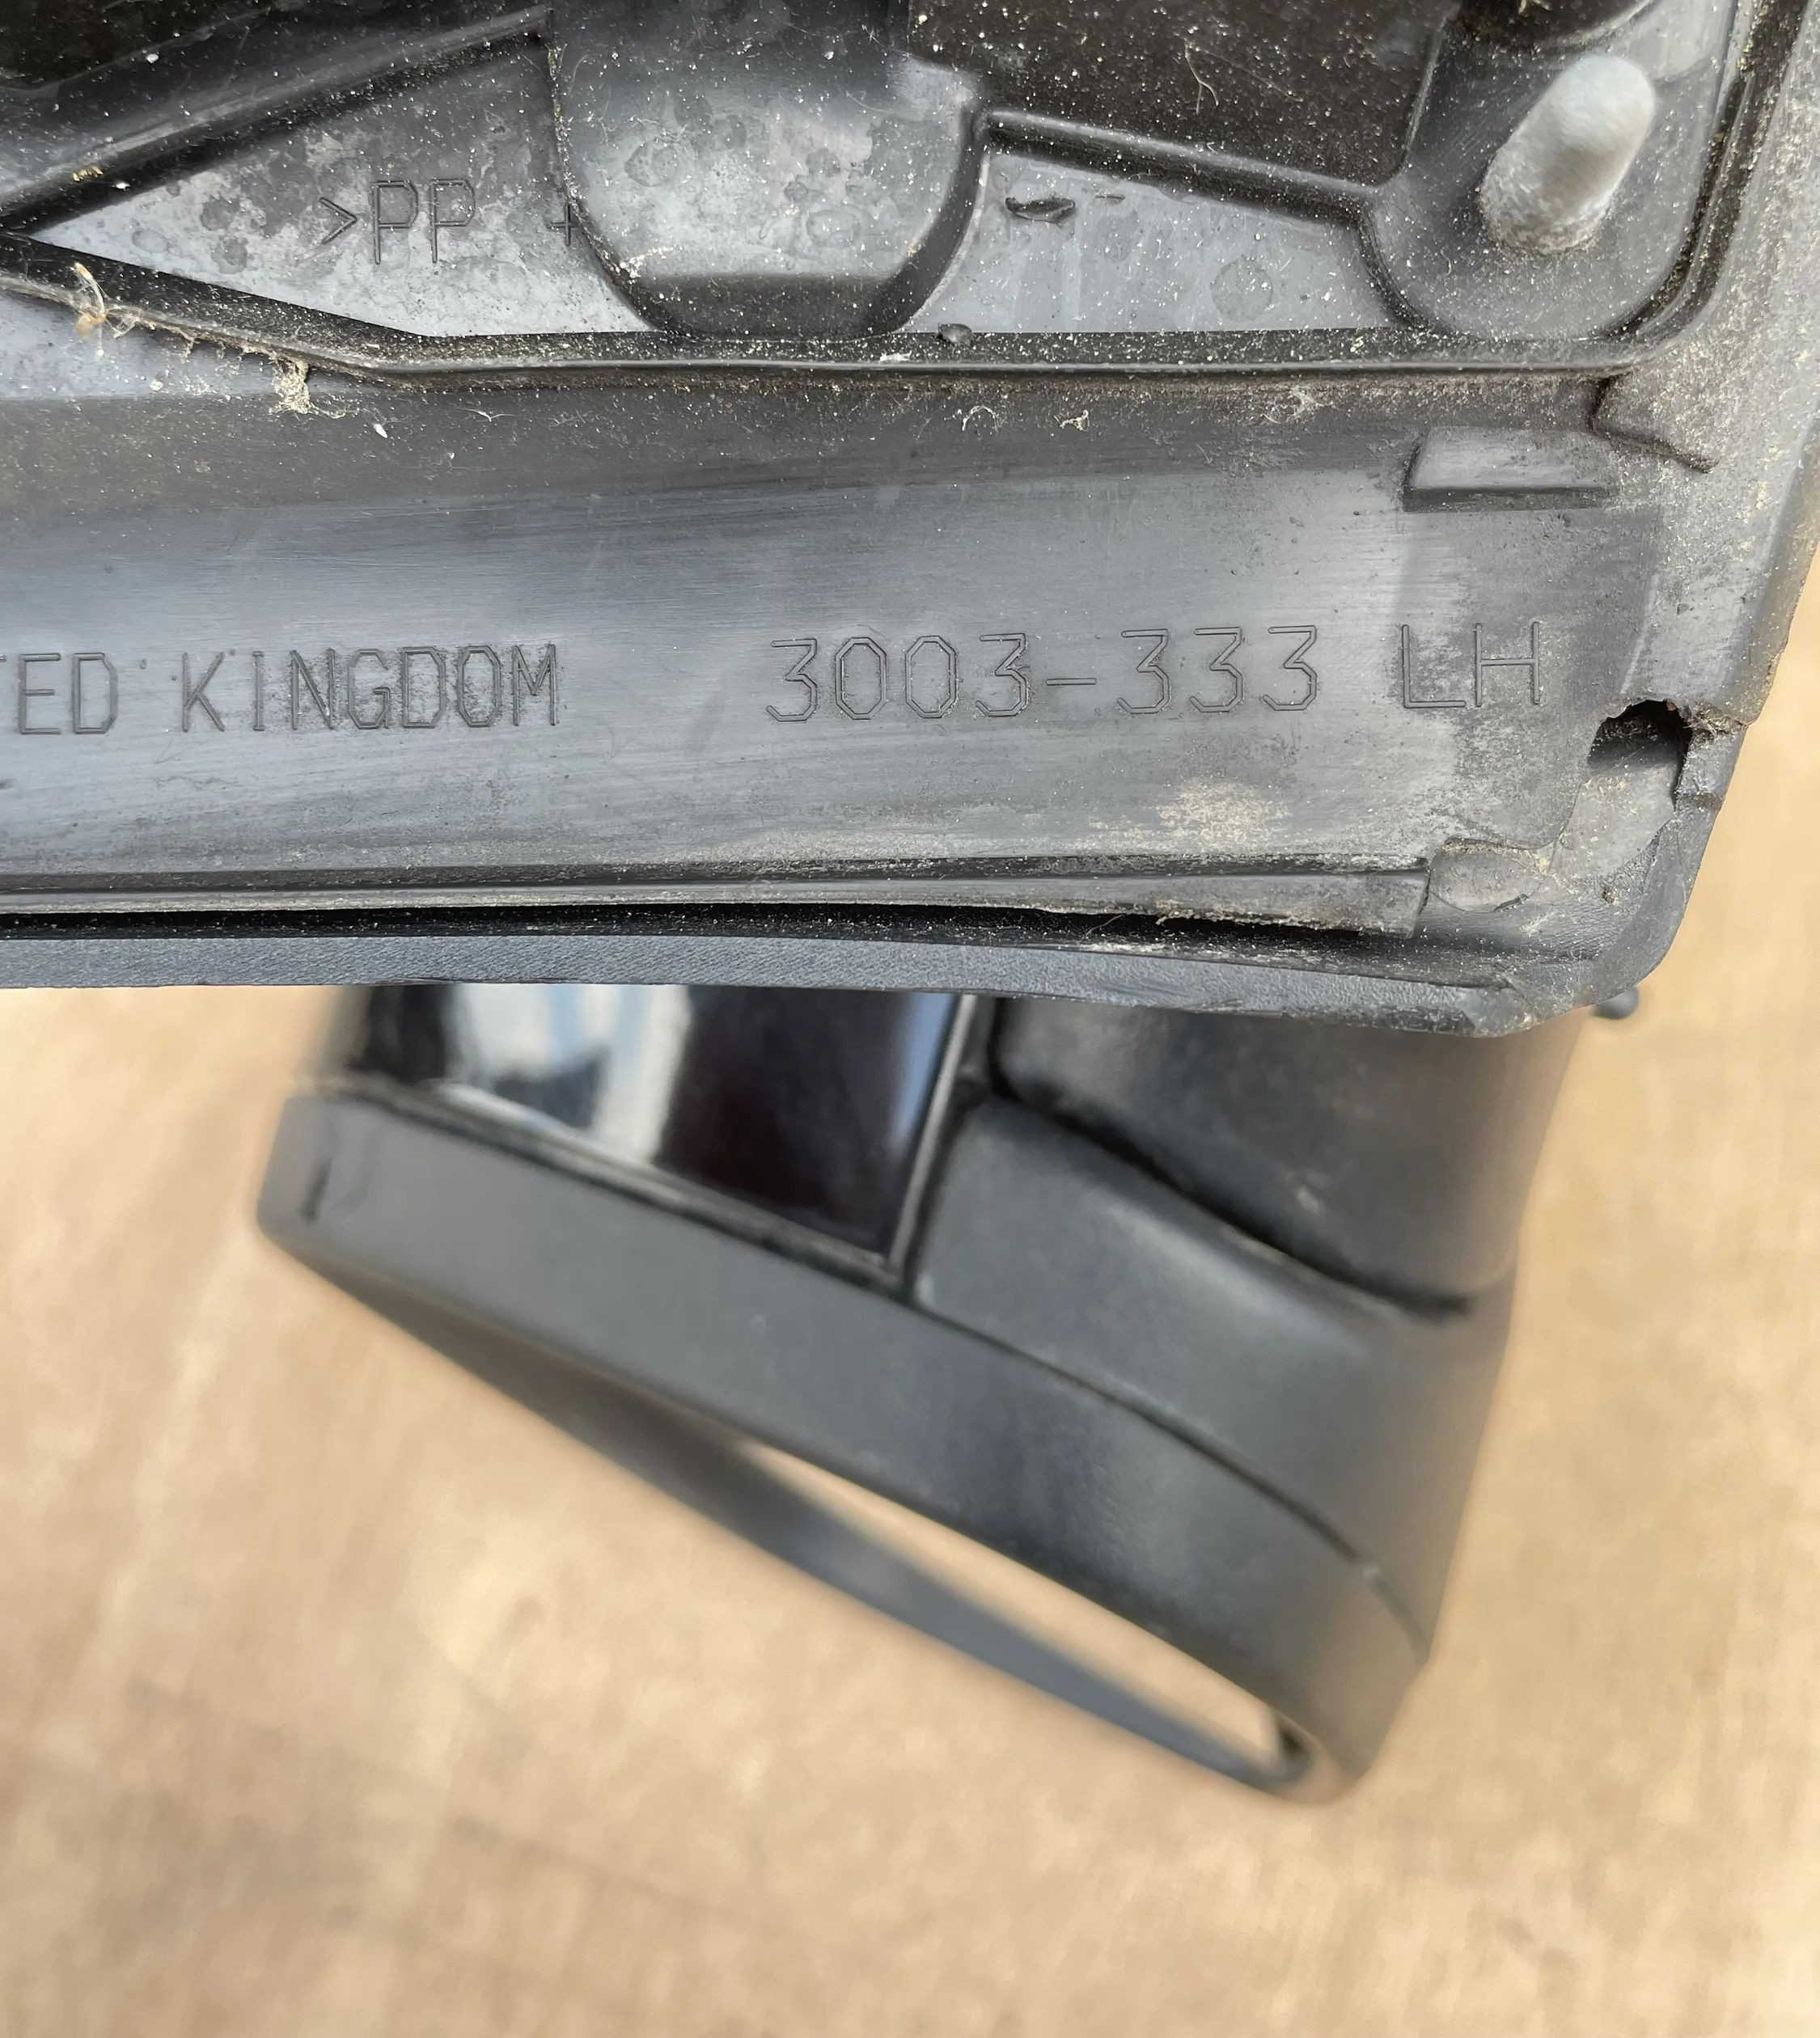 >PP +
TED KINGDOM 3003-333 LH